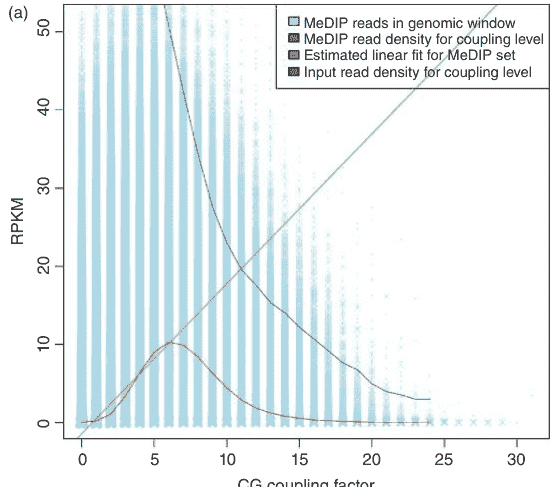 (a)
MeDIP reads in genomic window
MeDIP read density for coupling level
Estimated linear fit for MeDIP set
Input read density for coupling level
50
40
30
20
10
0
RPKM
0 5 10 15 20 25 30
CG coupling factor